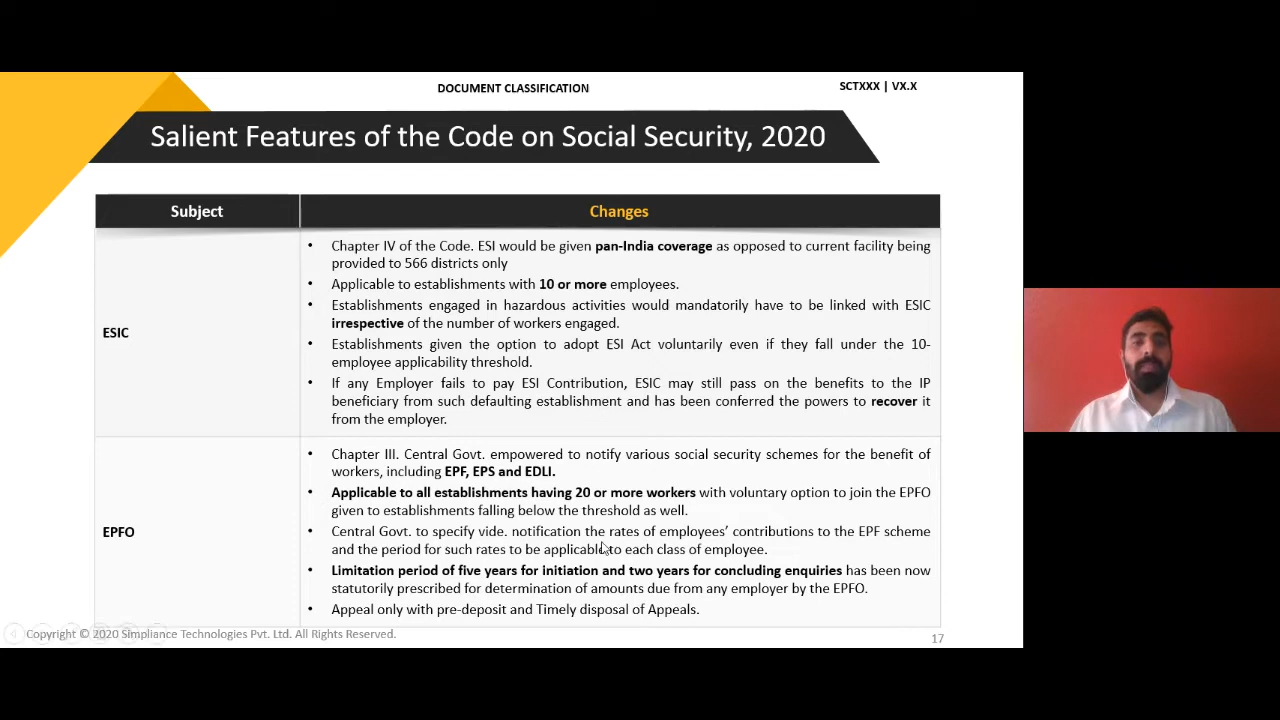 DOCUMENT CLASSIFICATION
SCTXXX | VX.X
Salient Features of the Code on Social Security, 2020
Subject
Changes
ESIC
• Chapter IV of the Code. ESI would be given pan-India coverage as opposed to current facility being
provided to 566 districts only
• Applicable to establishments with 10 or more employees.
• Establishments engaged in hazardous activities would mandatorily have to be linked with ESIC
irrespective of the number of workers engaged.
• Establishments given the option to adopt ESI Act voluntarily even if they fall under the 10-
employee applicability threshold.
• If any Employer fails to pay ESI Contribution, ESIC may still pass on the benefits to the IP
beneficiary from such defaulting establishment and has been conferred the powers to recover it
from the employer.
EPFO
• Chapter III. Central Govt. empowered to notify various social security schemes for the benefit of
workers, including EPF, EPS and EDLI.
• Applicable to all establishments having 20 or more workers with voluntary option to join the EPFO
given to establishments falling below the threshold as well.
• Central Govt. to specify vide. notification the rates of employees' contributions to the EPF scheme
and the period for such rates to be applicable to each class of employee.
• Limitation period of five years for initiation and two years for concluding enquiries has been now
statutorily prescribed for determination of amounts due from any employer by the EPFO.
• Appeal only with pre-deposit and Timely disposal of Appeals.
Copyright © 2020 Simpliance Technologies Pvt. Ltd. All Rights Reserved.
17